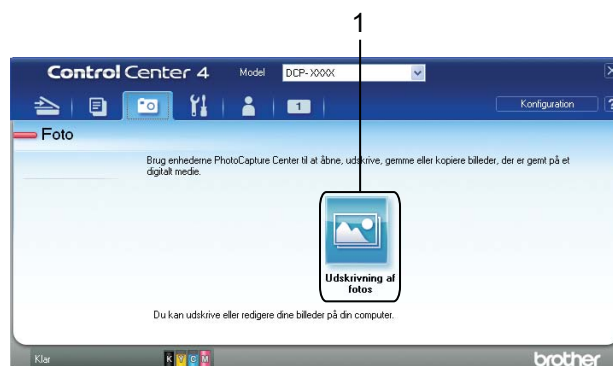 1
Control Center 4 Model DCP-XXXX
1 Konfiguration ?
Foto
Brug enhederne PhotoCapture Center til at åbne, udskrive, gemme eller kopiere billeder, der er gemt på et
digitalt medie.
Udskrivning af
fotos
Du kan udskrive eller redigere dine billeder på din computer.
Klar K Y C M brother